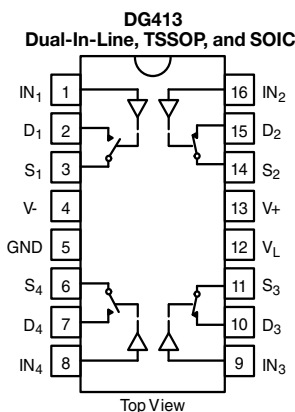 DG413
Dual-In-Line, TSSOP, and SOIC
IN1 1 16 IN2
D1 2 15 D2
S1 3 14 S2
V- 4 13 V+
GND 5 12 VL
S4 6 11 S3
D4 7 10 D3
IN4 8 9 IN3
Top View